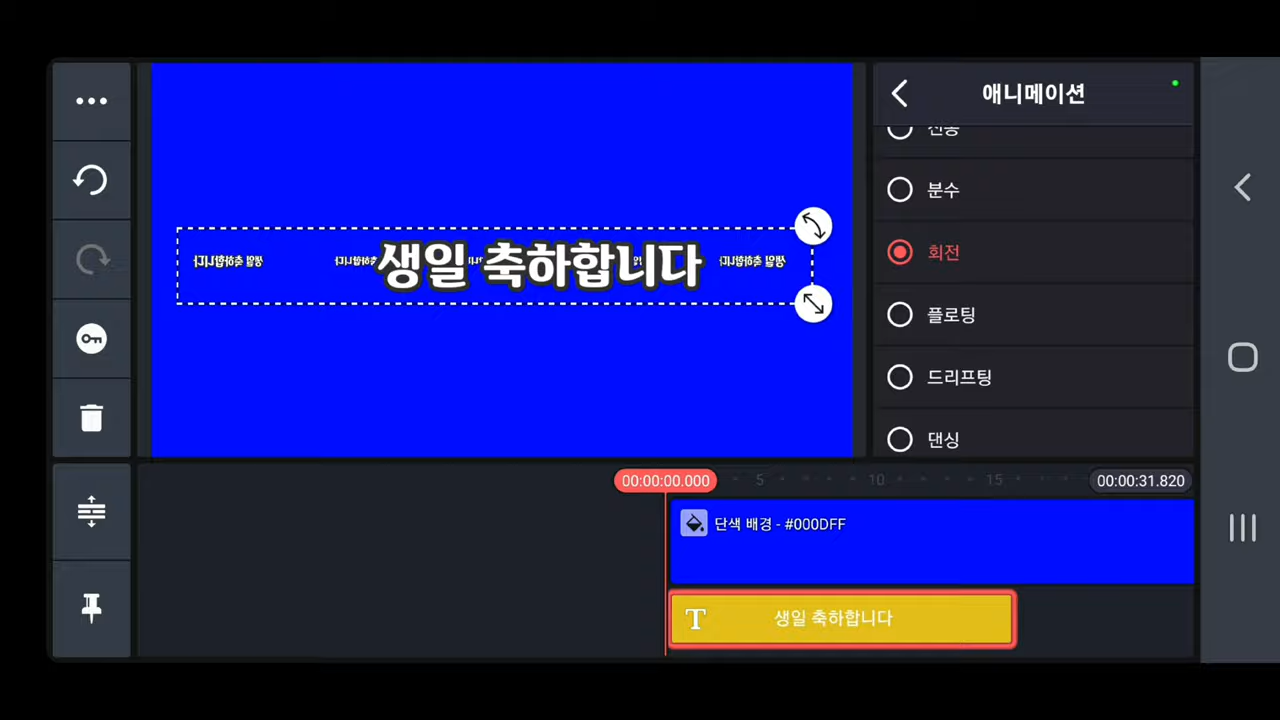 애니메이션
분수
회전
플로팅
드리프팅
댄싱
생일 축하합니다
00:00:00.000
5
10
15
00:00:31.820
단색 배경 - #000DFF
T
생일 축하합니다